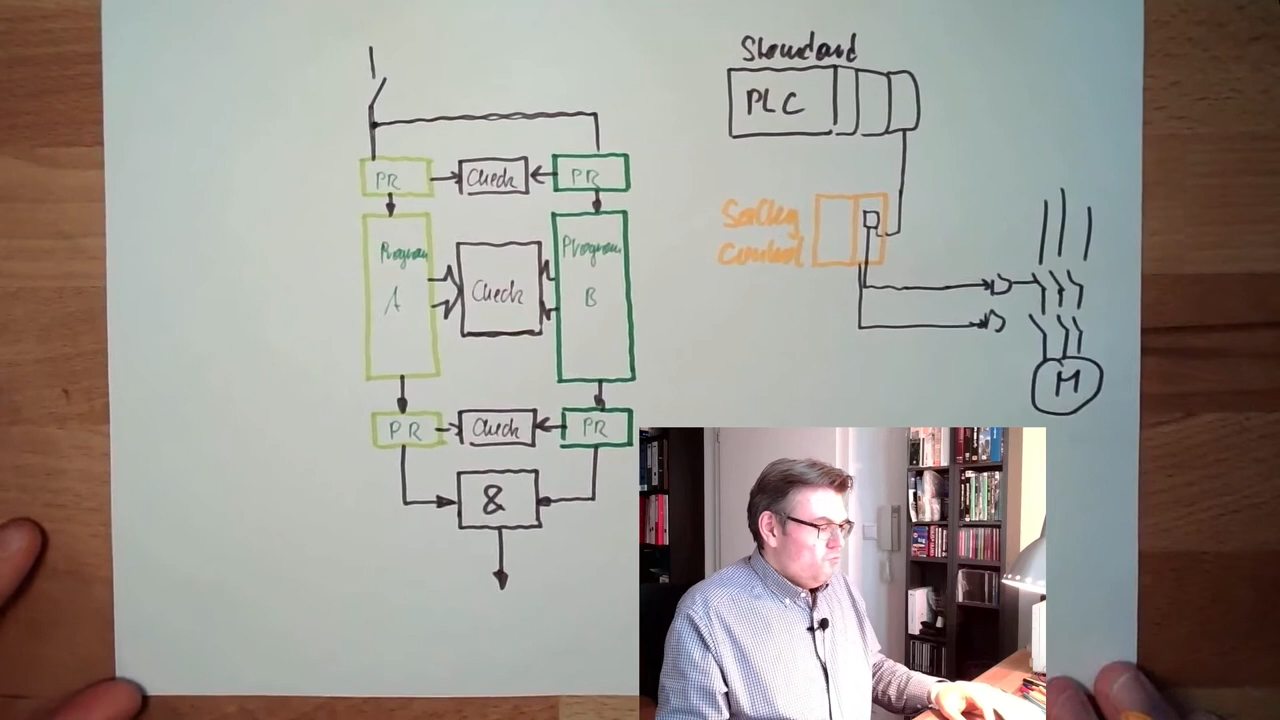 Standard
PLC
PR
Check
PR
Safety
Control
Program
A
Check
Program
B
PR
Check
PR
&
M